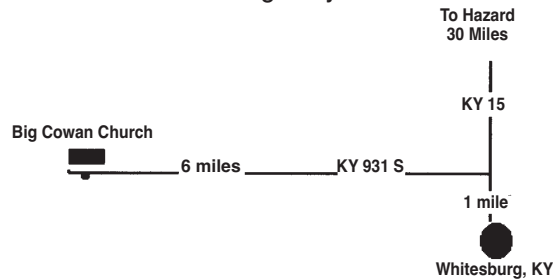 To Hazard
30 Miles
KY 15
Big Cowan Church
6 miles
KY 931 S
1 mile
Whitesburg, KY